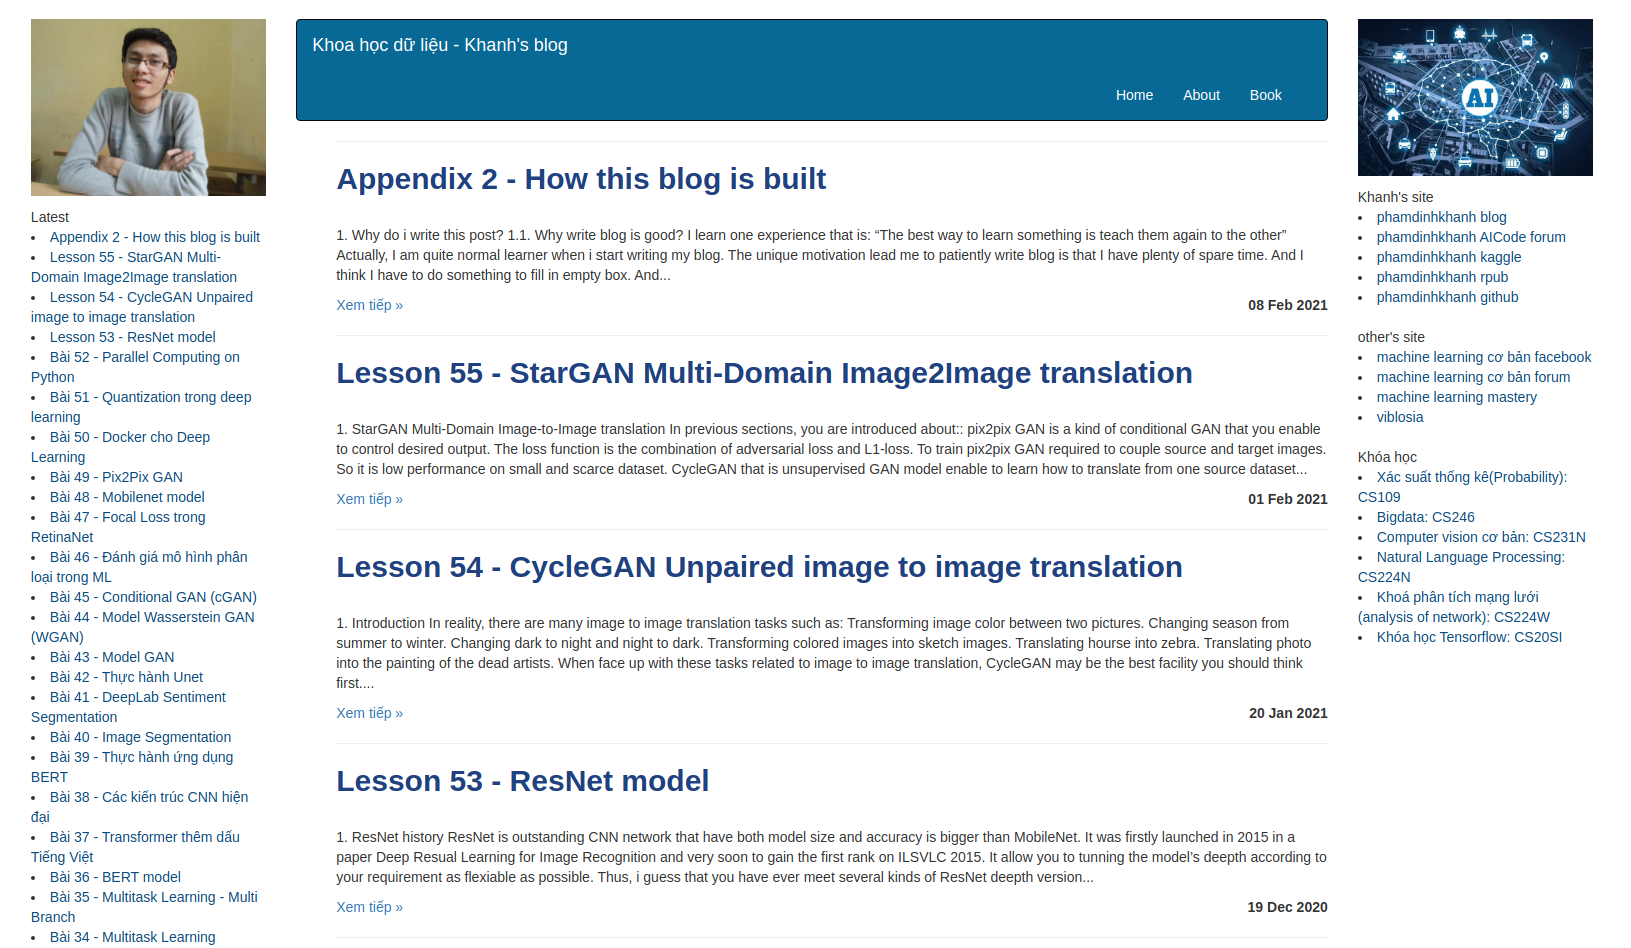 Latest
Appendix 2 - How this blog is built
Lesson 55 - StarGAN Multi-
Domain Image2Image translation
Lesson 54 - CycleGAN Unpaired
image to image translation
Lesson 53 - ResNet model
Bài 52 - Parallel Computing on
Python
Bài 51 - Quantization trong deep
learning
Bài 50 - Docker cho Deep
Learning
Bài 49 - Pix2Pix GAN
Bài 48 - Mobilenet model
Bài 47 - Focal Loss trong
RetinaNet
Bài 46 - Đánh giá mô hình phân
loại trong ML
Bài 45 - Conditional GAN (cGAN)
Bài 44 - Model Wasserstein GAN
(WGAN)
Bài 43 - Model GAN
Bài 42 - Thực hành Unet
Bài 41 - DeepLab Sentiment
Segmentation
Bài 40 - Image Segmentation
Bài 39 - Thực hành ứng dụng
BERT
Bài 38 - Các kiến trúc CNN hiện
đại
Bài 37 - Transformer thêm dấu
Tiếng Việt
Bài 36 - BERT model
Bài 35 - Multitask Learning - Multi
Branch
Bài 34 - Multitask Learning
Khoa học dữ liệu - Khanh's blog
Home About Book
Appendix 2 - How this blog is built
1. Why do i write this post? 1.1. Why write blog is good? I learn one experience that is: “The best way to learn something is teach them again to the other”
Actually, I am quite normal learner when i start writing my blog. The unique motivation lead me to patiently write blog is that I have plenty of spare time. And I
think I have to do something to fill in empty box. And...
Xem tiếp » 08 Feb 2021
Lesson 55 - StarGAN Multi-Domain Image2Image translation
1. StarGAN Multi-Domain Image-to-Image translation In previous sections, you are introduced about:: pix2pix GAN is a kind of conditional GAN that you enable
to control desired output. The loss function is the combination of adversarial loss and L1-loss. To train pix2pix GAN required to couple source and target images.
So it is low performance on small and scarce dataset. CycleGAN that is unsupervised GAN model enable to learn how to translate from one source dataset...
Xem tiếp » 01 Feb 2021
Lesson 54 - CycleGAN Unpaired image to image translation
1. Introduction In reality, there are many image to image translation tasks such as: Transforming image color between two pictures. Changing season from
summer to winter. Changing dark to night and night to dark. Transforming colored images into sketch images. Translating hourse into zebra. Translating photo
into the painting of the dead artists. When face up with these tasks related to image to image translation, CycleGAN may be the best facility you should think
first....
Xem tiếp » 20 Jan 2021
Lesson 53 - ResNet model
1. ResNet history ResNet is outstanding CNN network that have both model size and accuracy is bigger than MobileNet. It was firstly launched in 2015 in a
paper Deep Resual Learning for Image Recognition and very soon to gain the first rank on ILSVLC 2015. It allow you to tunning the model’s deepth according to
your requirement as flexiable as possible. Thus, i guess that you have ever meet several kinds of ResNet deepth version...
Xem tiếp » 19 Dec 2020
AI
Khanh's site
phamdinhkhanh blog
phamdinhkhanh AICode forum
phamdinhkhanh kaggle
phamdinhkhanh rpub
phamdinhkhanh github
other's site
machine learning cơ bản facebook
machine learning cơ bản forum
machine learning mastery
viblosia
Khóa học
Xác suất thống kê(Probability):
CS109
Bigdata: CS246
Computer vision cơ bản: CS231N
Natural Language Processing:
CS224N
Khoá phân tích mạng lưới
(analysis of network): CS224W
Khóa học Tensorflow: CS20SI